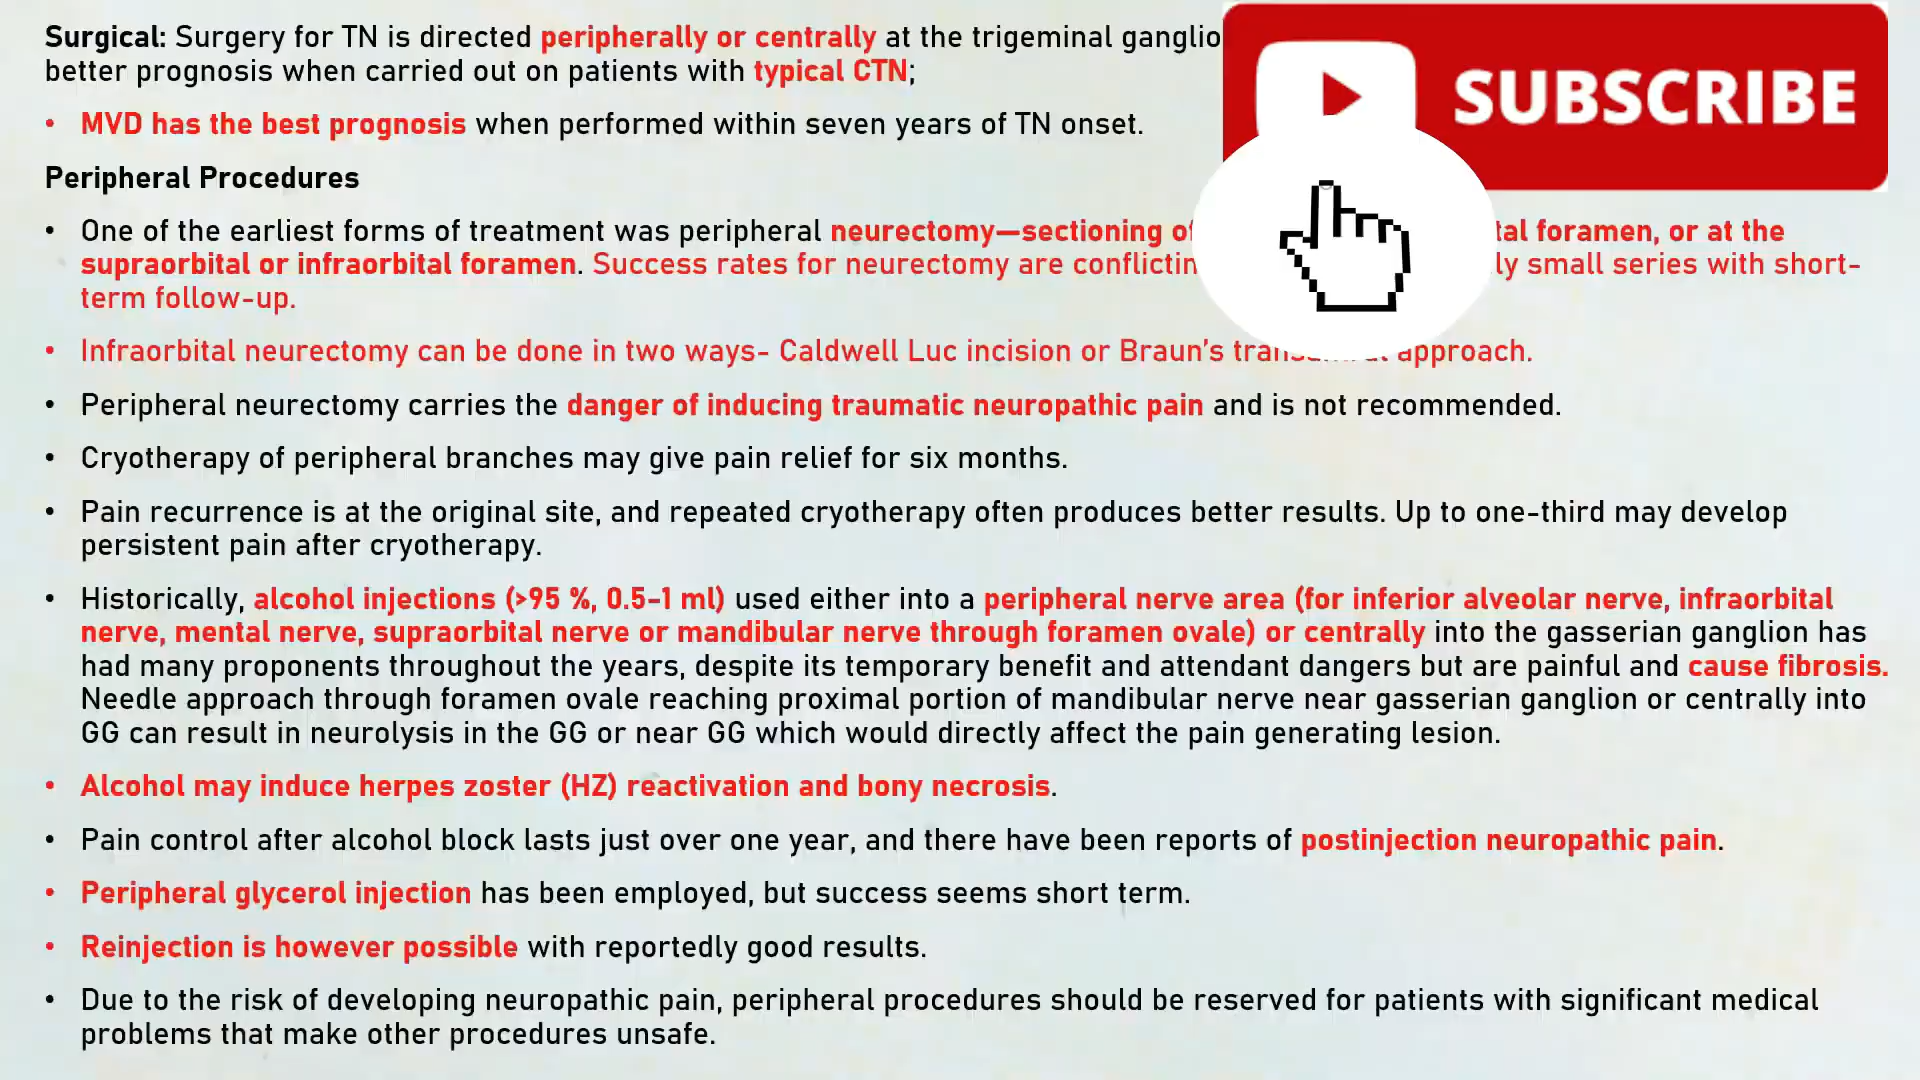 Surgical: Surgery for TN is directed peripherally or centrally at the trigeminal
better prognosis when carried out on patients with typical CTN;
SUBSCRIBE
• MVD has the best prognosis when performed within seven years of TN onset.
Peripheral Procedures
• One of the earliest forms of treatment was peripheral neurectomy—sectioning foramen, or at the
supraorbital or infraorbital foramen. Success rates for neurectomy are small series with short-
term follow-up.
• Infraorbital neurectomy can be done in two ways- Caldwell Luc incision or Braun's approach.
• Peripheral neurectomy carries the danger of inducing traumatic neuropathic pain and is not recommended.
• Cryotherapy of peripheral branches may give pain relief for six months.
• Pain recurrence is at the original site, and repeated cryotherapy often produces better results. Up to one-third may develop
persistent pain after cryotherapy.
• Historically, alcohol injections (>95 %, 0.5-1 ml) used either into a peripheral nerve area (for inferior alveolar nerve, infraorbital
nerve, mental nerve, supraorbital nerve or mandibular nerve through foramen ovale) or centrally into the gasserian ganglion has
had many proponents throughout the years, despite its temporary benefit and attendant dangers but are painful and cause fibrosis.
Needle approach through foramen ovale reaching proximal portion of mandibular nerve near gasserian ganglion or centrally into
GG can result in neurolysis in the GG or near GG which would directly affect the pain generating lesion.
• Alcohol may induce herpes zoster (HZ) reactivation and bony necrosis.
• Pain control after alcohol block lasts just over one year, and there have been reports of postinjection neuropathic pain.
• Peripheral glycerol injection has been employed, but success seems short term.
• Reinjection is however possible with reportedly good results.
• Due to the risk of developing neuropathic pain, peripheral procedures should be reserved for patients with significant medical
problems that make other procedures unsafe.